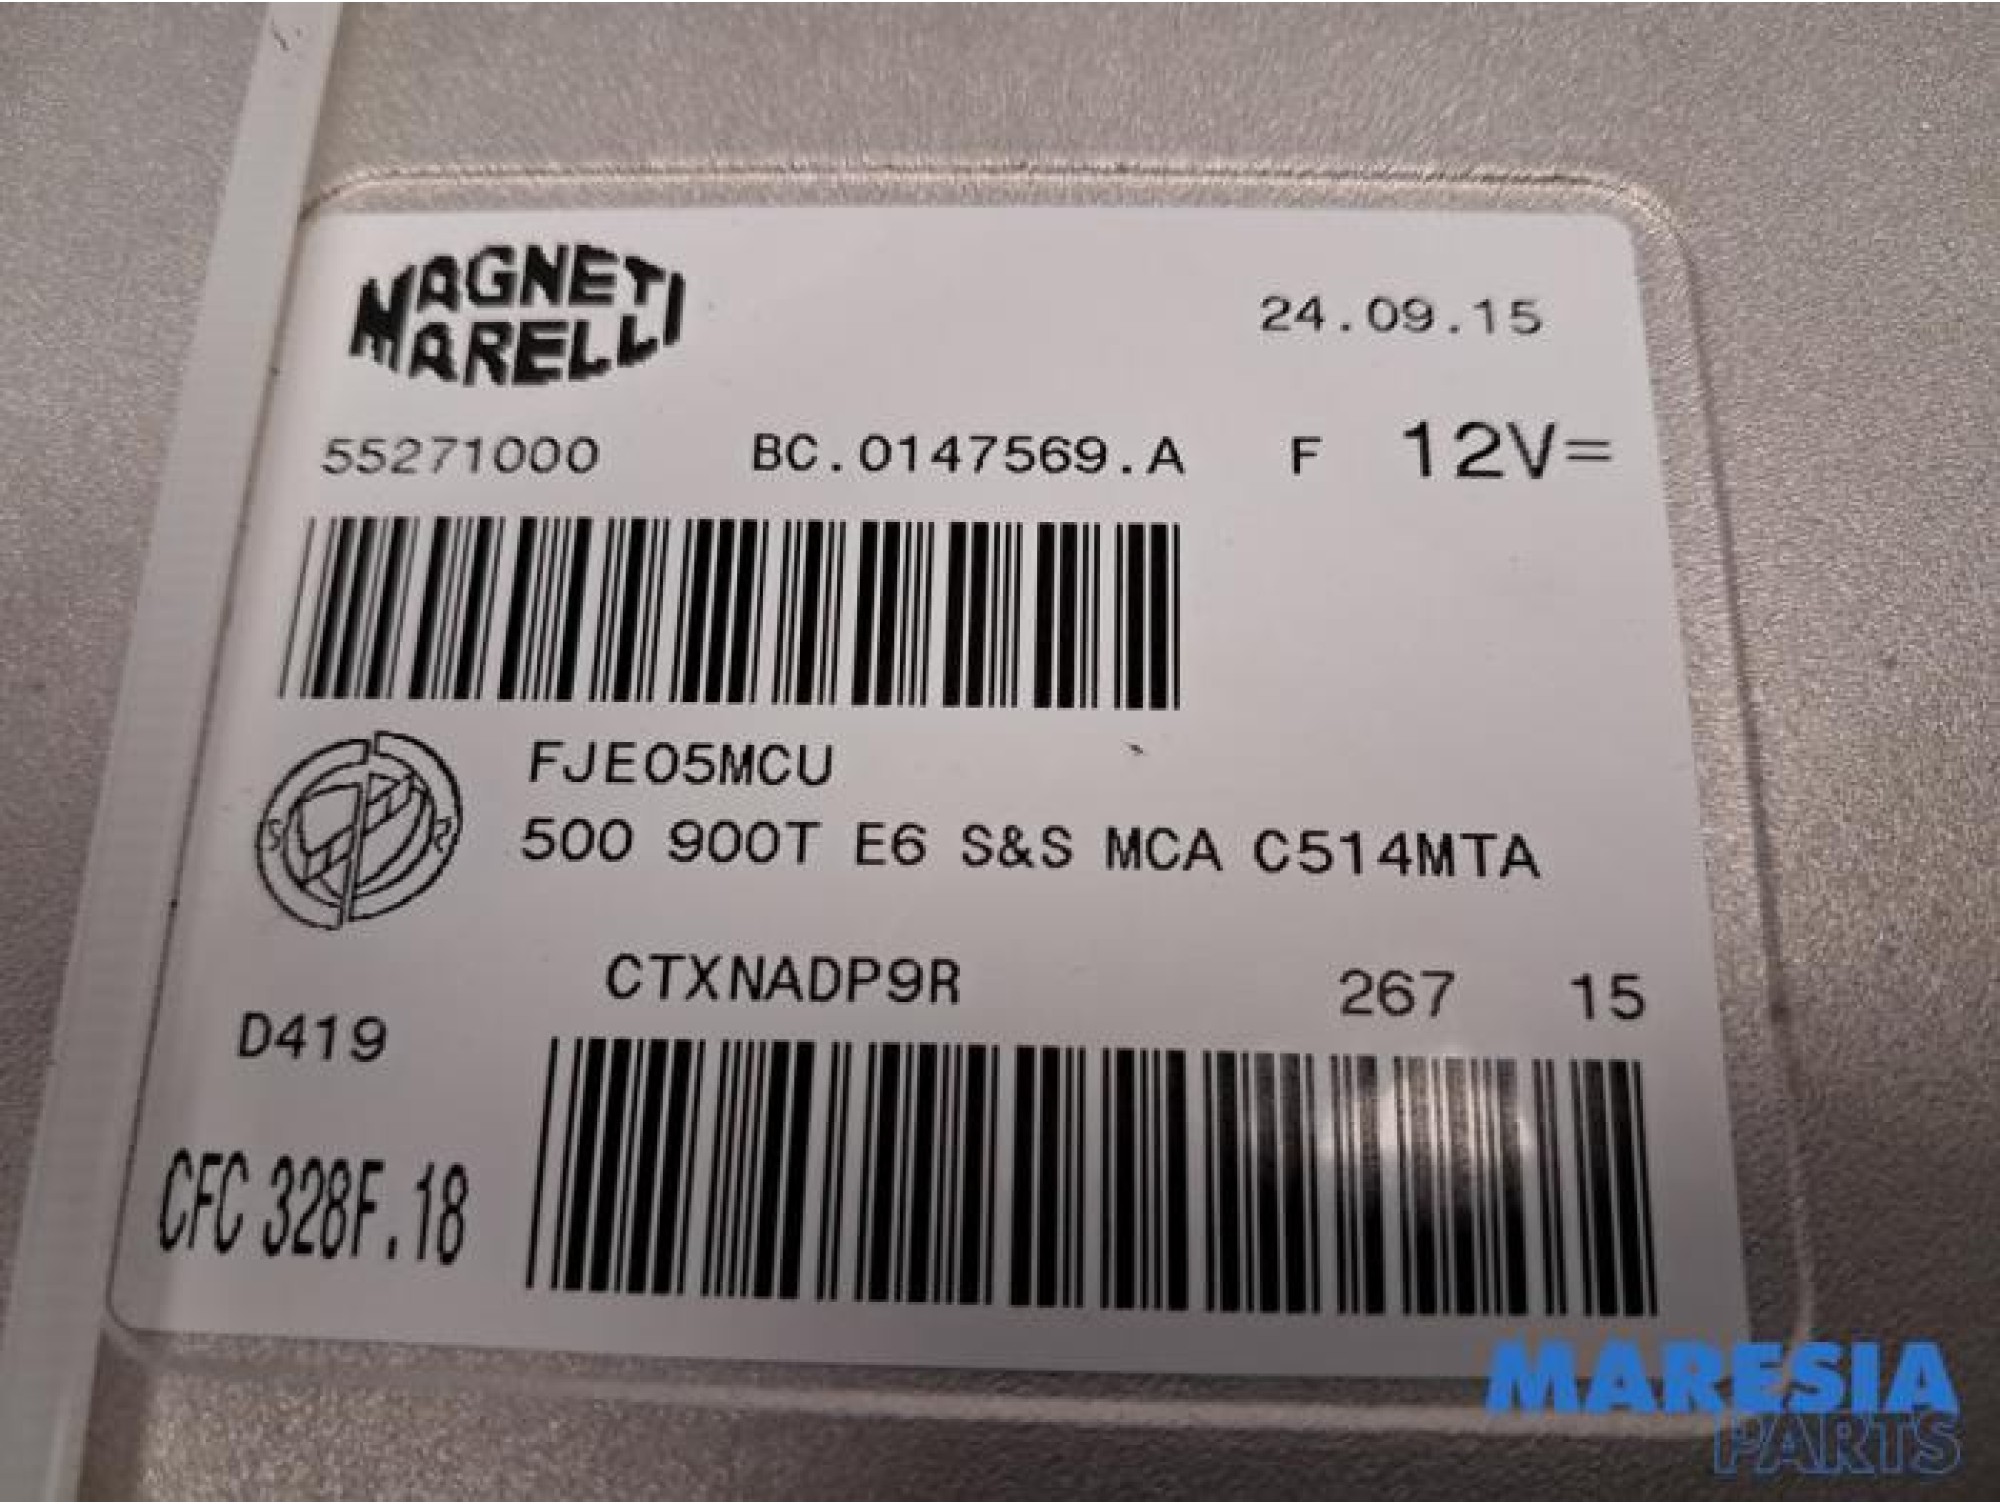 MAGNETI
MARELLI
24.09.15
55271000 BC.0147569.A F 12V=
FJE05MCU
500 900T E6 S&S MCA C514MTA
CTXNADP9R 267 15
D419
CFC 328F.18
MARESIA
PARTS